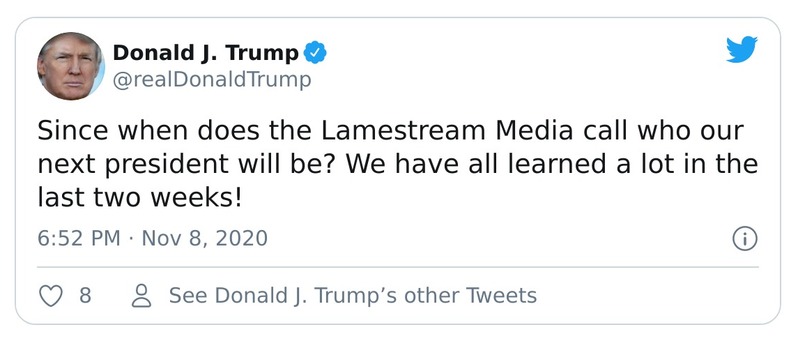 Donald J. Trump
@realDonaldTrump
Since when does the Lamestream Media call who our
next president will be? We have all learned a lot in the
last two weeks!
6:52 PM · Nov 8, 2020
8
See Donald J. Trump’s other Tweets